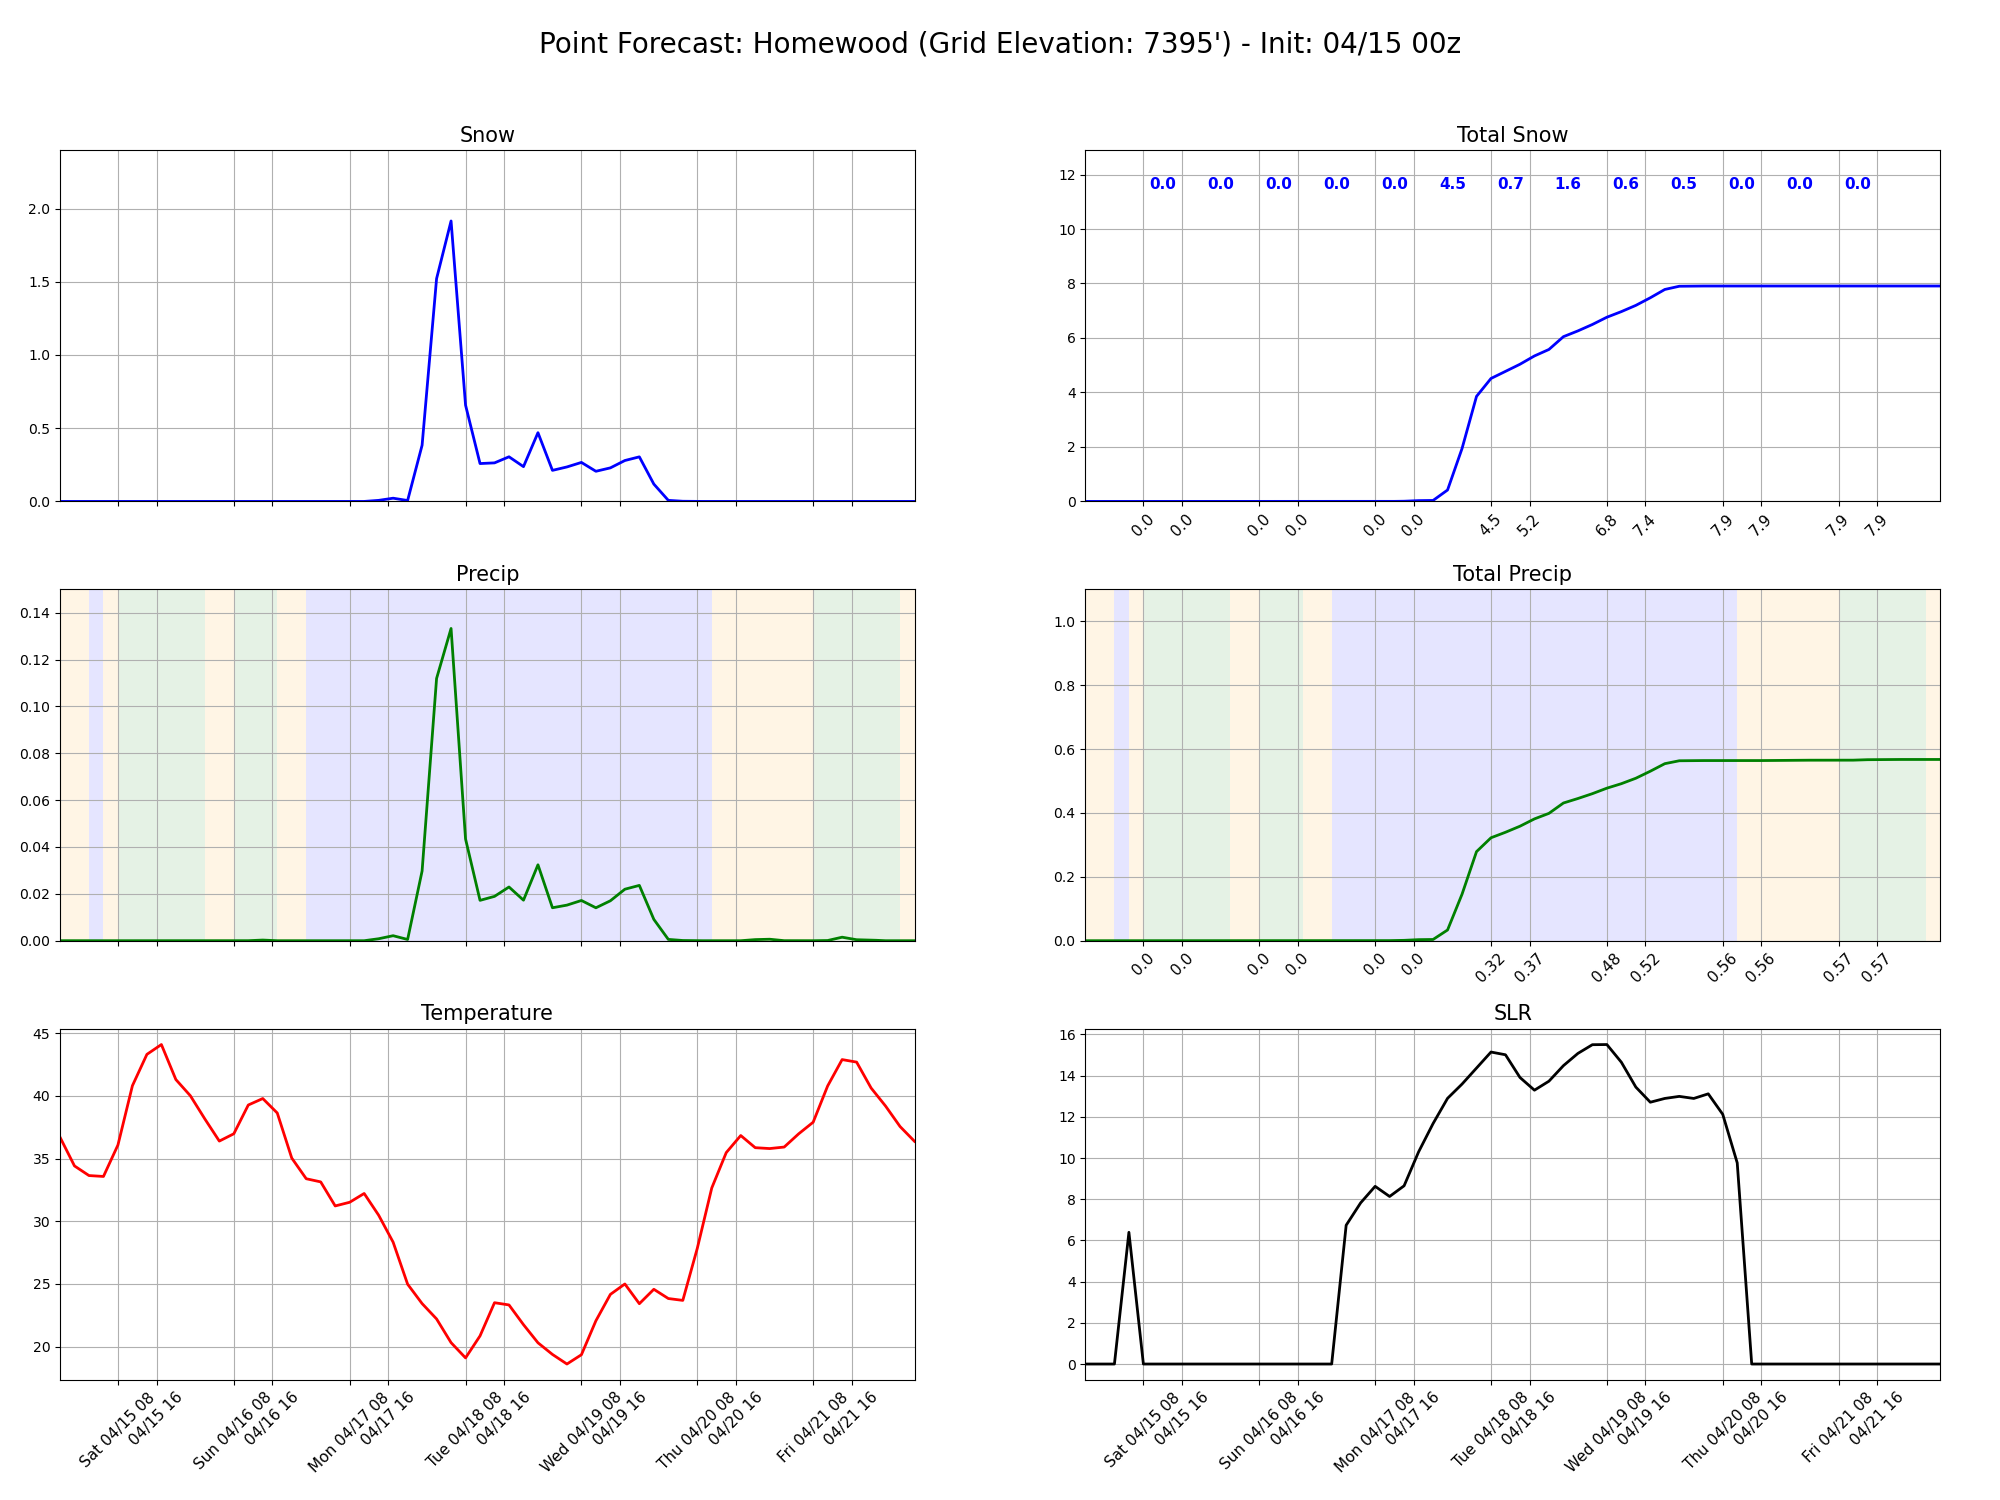 Point Forecast: Homewood (Grid Elevation: 7395') - Init: 04/15 00z
Snow
2.0
1.5
1.0
0.5
0.0
Total Snow
12
10
8
6
4
2
0
0.0 0.0 0.0 0.0 0.0 4.5 0.7 1.6 0.6 0.5 0.0 0.0 0.0
0.0 0.0 0.0 0.0 0.0 0.0 4.5 5.2 6.8 7.4 7.9 7.9 7.9 7.9
Precip
0.14
0.12
0.10
0.08
0.06
0.04
0.02
0.00
Total Precip
1.0
0.8
0.6
0.4
0.2
0.0
0.0 0.0 0.0 0.0 0.0 0.0 0.32 0.37 0.48 0.52 0.56 0.56 0.57 0.57
Temperature
45
40
35
30
25
20
Sat 04/15 08
04/15 16
Sun 04/16 08
04/16 16
Mon 04/17 08
04/17 16
Tue 04/18 08
04/18 16
Wed 04/19 08
04/19 16
Thu 04/20 08
04/20 16
Fri 04/21 08
04/21 16
SLR
16
14
12
10
8
6
4
2
0
Sat 04/15 08
04/15 16
Sun 04/16 08
04/16 16
Mon 04/17 08
04/17 16
Tue 04/18 08
04/18 16
Wed 04/19 08
04/19 16
Thu 04/20 08
04/20 16
Fri 04/21 08
04/21 16